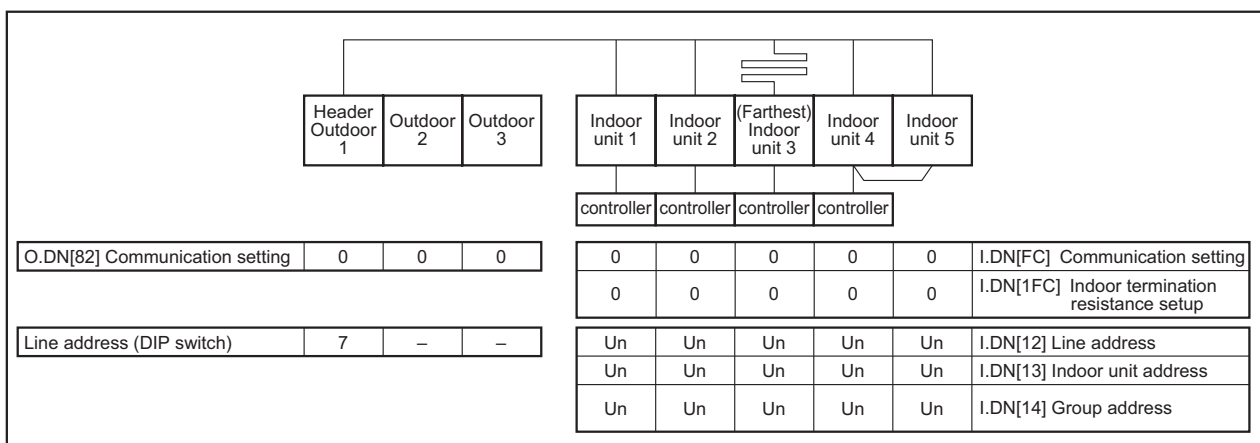 Header Outdoor 1
Outdoor 2
Outdoor 3
Indoor unit 1
Indoor unit 2
(Farthest) Indoor unit 3
Indoor unit 4
Indoor unit 5
controller controller controller controller
O.DN[82] Communication setting 0 0 0
0 0 0 0 0 I.DN[FC] Communication setting
0 0 0 0 0 I.DN[1FC] Indoor termination
resistance setup
Line address (DIP switch) 7 – –
Un Un Un Un Un I.DN[12] Line address
Un Un Un Un Un I.DN[13] Indoor unit address
Un Un Un Un Un I.DN[14] Group address